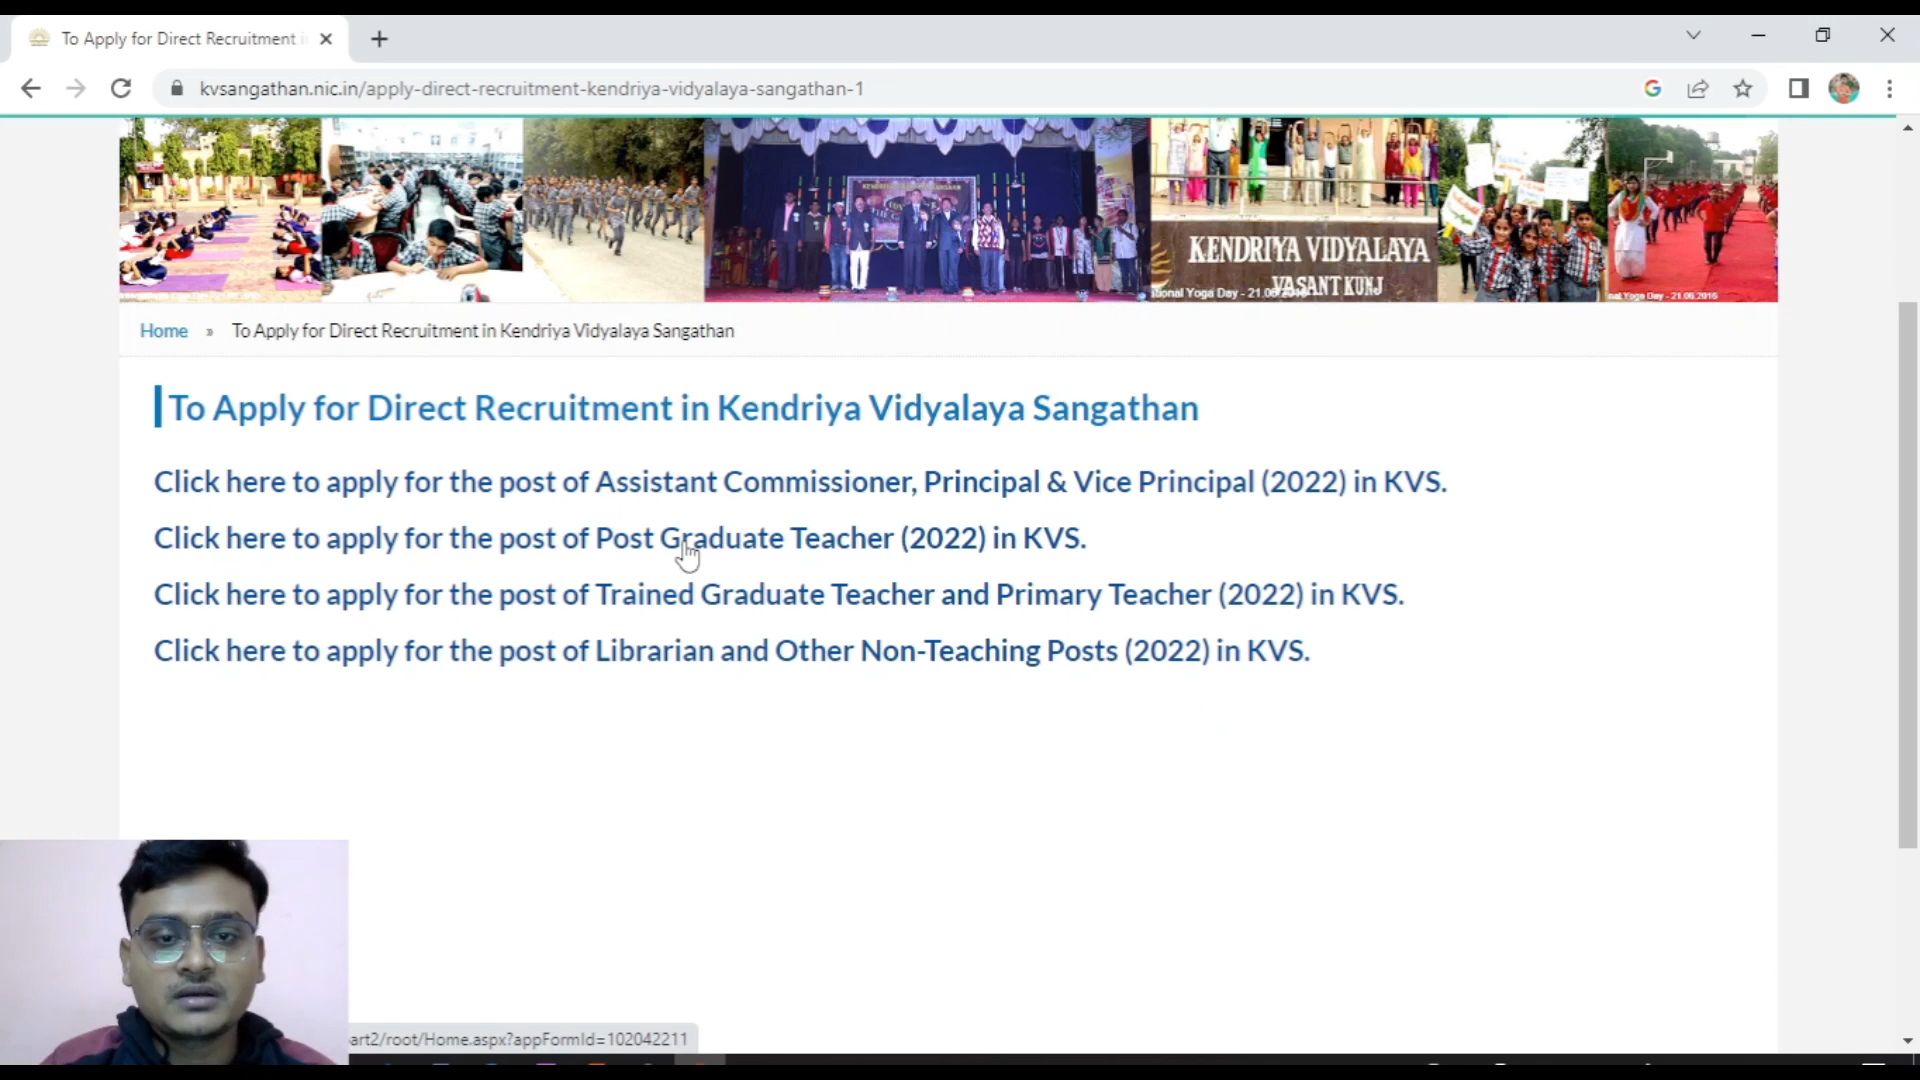 To Apply for Direct Recruitment i
kvsangathan.nic.in/apply-direct-recruitment-kendriya-vidyalaya-sangathan-1
KENDRIYA VIDYALAYA
VASANT KUNJ
Home » To Apply for Direct Recruitment in Kendriya Vidyalaya Sangathan
To Apply for Direct Recruitment in Kendriya Vidyalaya Sangathan
Click here to apply for the post of Assistant Commissioner, Principal & Vice Principal (2022) in KVS.
Click here to apply for the post of Post Graduate Teacher (2022) in KVS.
Click here to apply for the post of Trained Graduate Teacher and Primary Teacher (2022) in KVS.
Click here to apply for the post of Librarian and Other Non-Teaching Posts (2022) in KVS.
art2/root/Home.aspx?appFormId=102042211